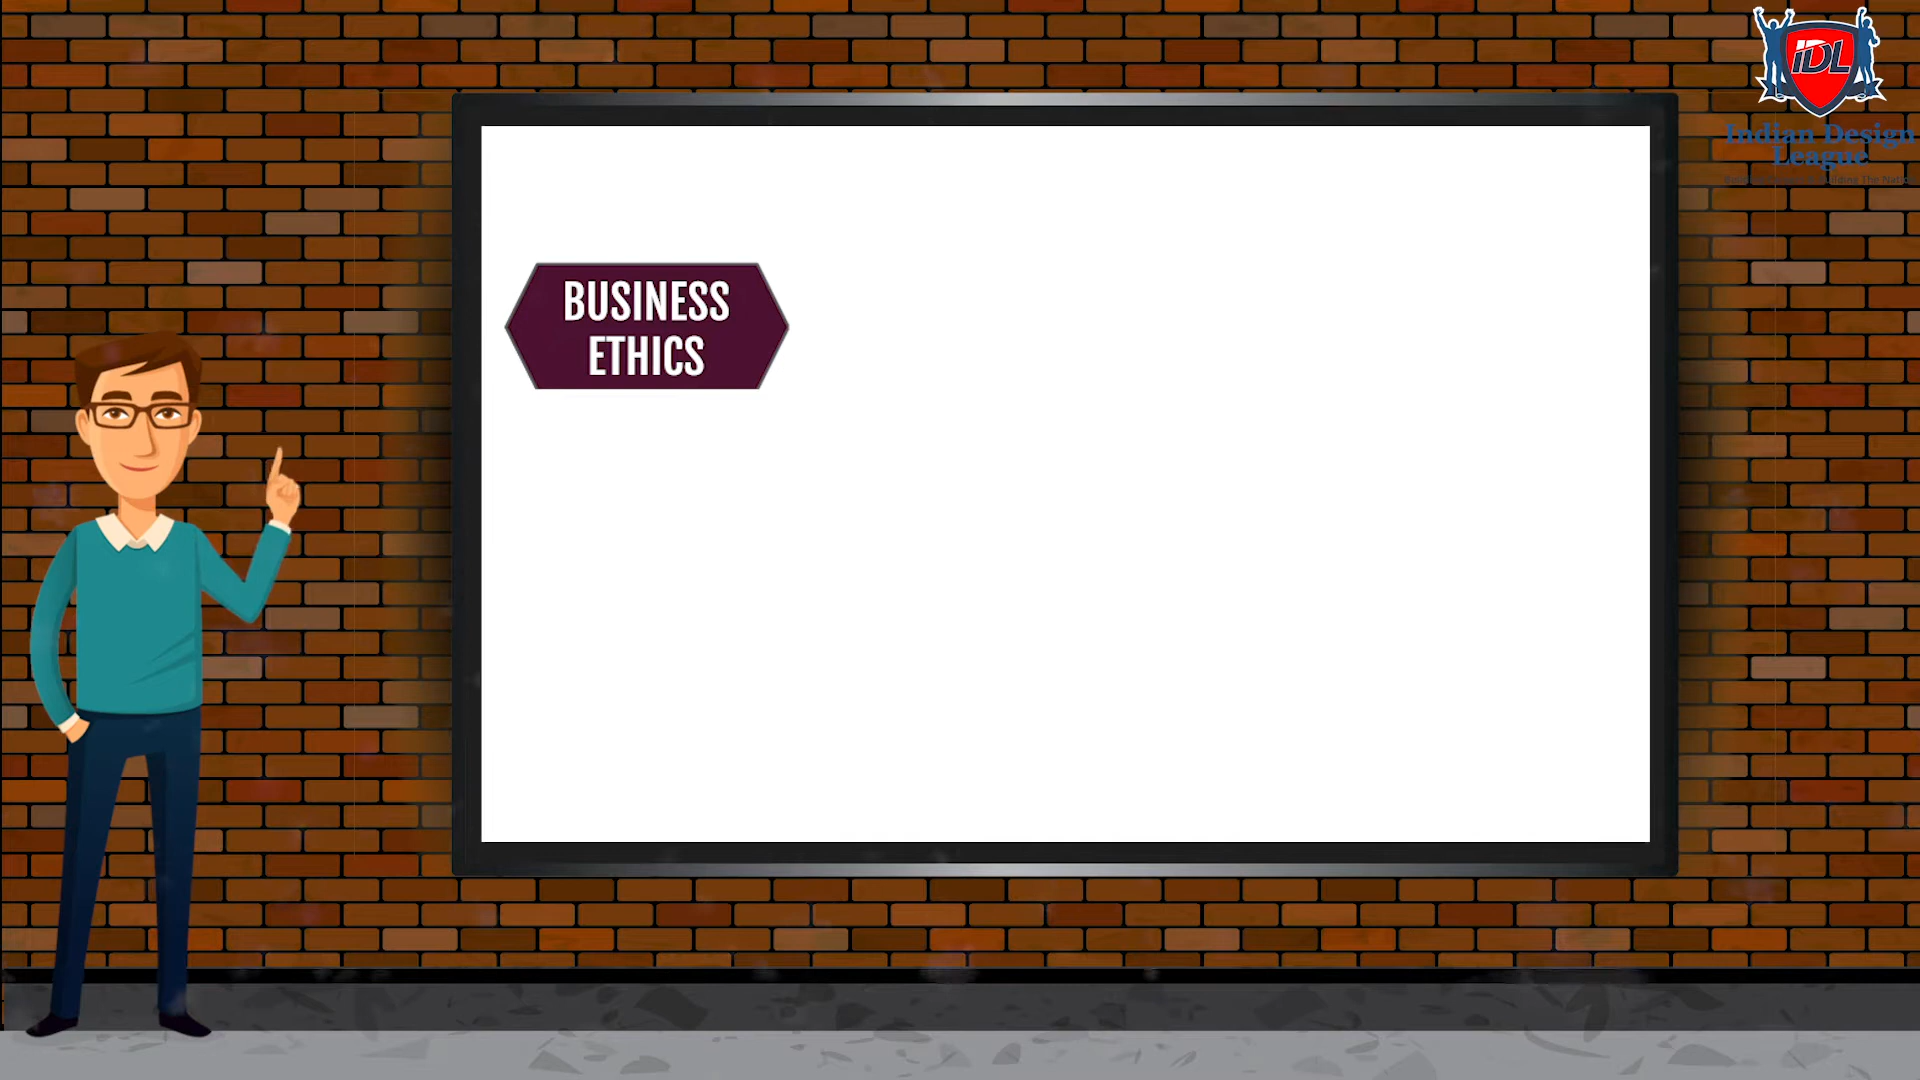 IDL
Indian Design
League
BUSINESS
ETHICS